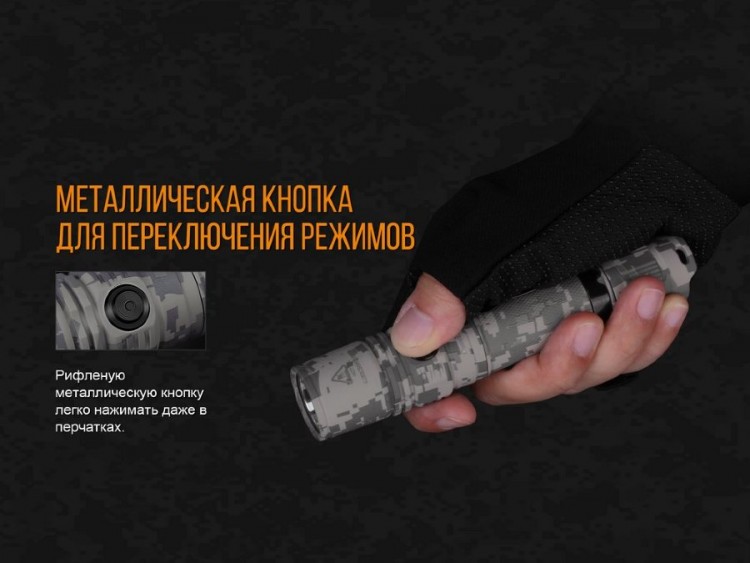 МЕТАЛЛИЧЕСКАЯ КНОПКА
ДЛЯ ПЕРЕКЛЮЧЕНИЯ РЕЖИМОВ
Рифленую
металлическую кнопку
легко нажимать даже в
перчатках.